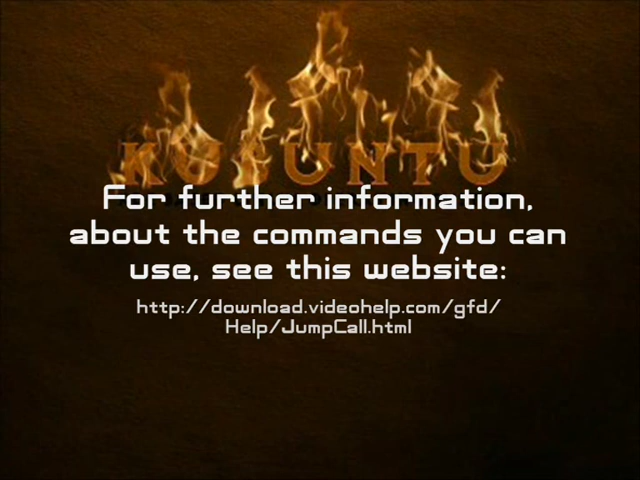 KUBUNTU
For further information,
about the commands you can
use, see this website:
http://download.videohelp.com/gfd/
Help/JumpCall.html